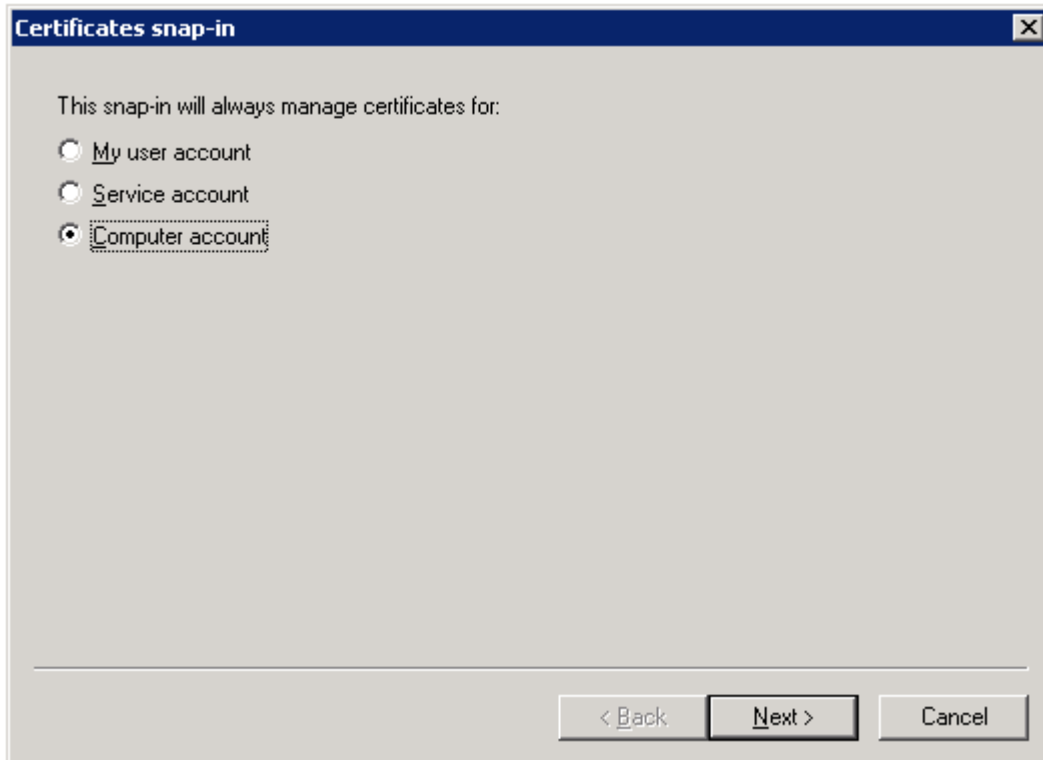 Certificates snap-in
This snap-in will always manage certificates for:
My user account
Service account
Computer account
< Back
Next >
Cancel